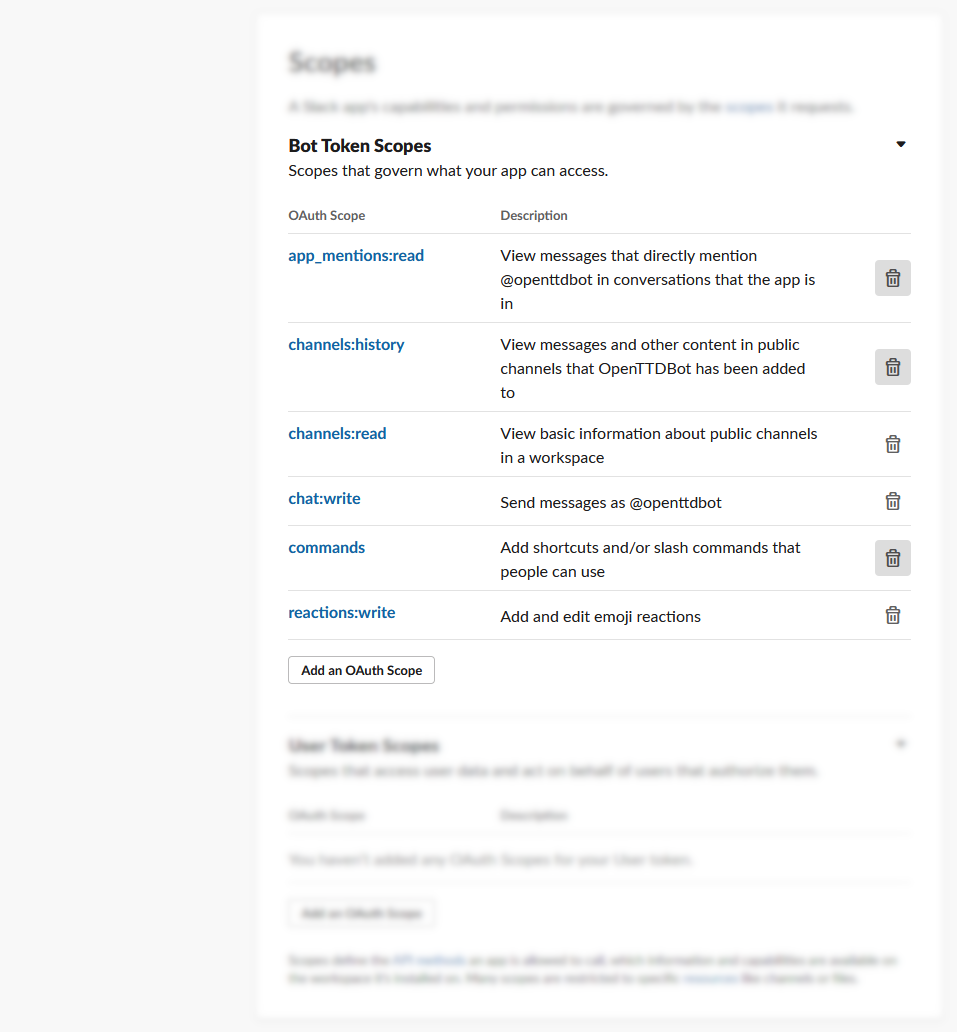 Scopes
A Slack app's capabilities and permissions are governed by the scopes it requests.
Bot Token Scopes
Scopes that govern what your app can access.
OAuth Scope Description
app_mentions:read View messages that directly mention
@openttdbot in conversations that the app is
in
channels:history View messages and other content in public
channels that OpenTTDBot has been added
to
channels:read View basic information about public channels
in a workspace
chat:write Send messages as @openttdbot
commands Add shortcuts and/or slash commands that
people can use
reactions:write Add and edit emoji reactions
Add an OAuth Scope
User Token Scopes
Scopes that access user data and act on behalf of users that authorize them.
OAuth Scope Description
You haven't added any OAuth Scopes for your User token.
Add an OAuth Scope
Scopes define the API methods an app is allowed to call, which information and capabilities are available on
the workspace it's installed on. Many scopes are restricted to specific resources like channels or files.